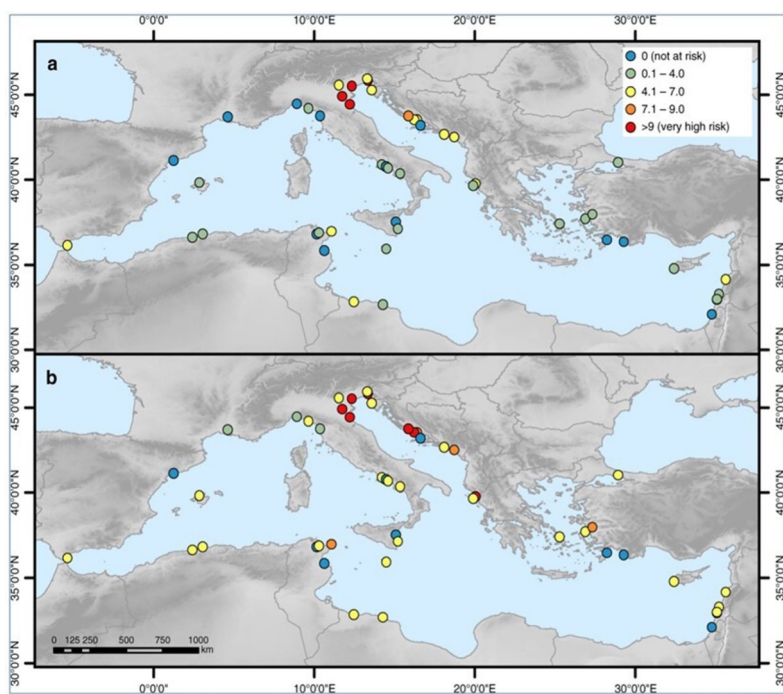 0°0'0"
10°0'0"E
20°0'0"E
30°0'0"E
a
0 (not at risk)
0.1 – 4.0
4.1 – 7.0
7.1 – 9.0
>9 (very high risk)
45°0'0"N
45°0'0"N
40°0'0"N
40°0'0"N
35°0'0"N
35°0'0"N
30°0'0"N
30°0'0"N
b
45°0'0"N
45°0'0"N
40°0'0"N
40°0'0"N
35°0'0"N
35°0'0"N
30°0'0"N
30°0'0"N
0 125 250 500 750 1000
km
0°0'0"
10°0'0"E
20°0'0"E
30°0'0"E